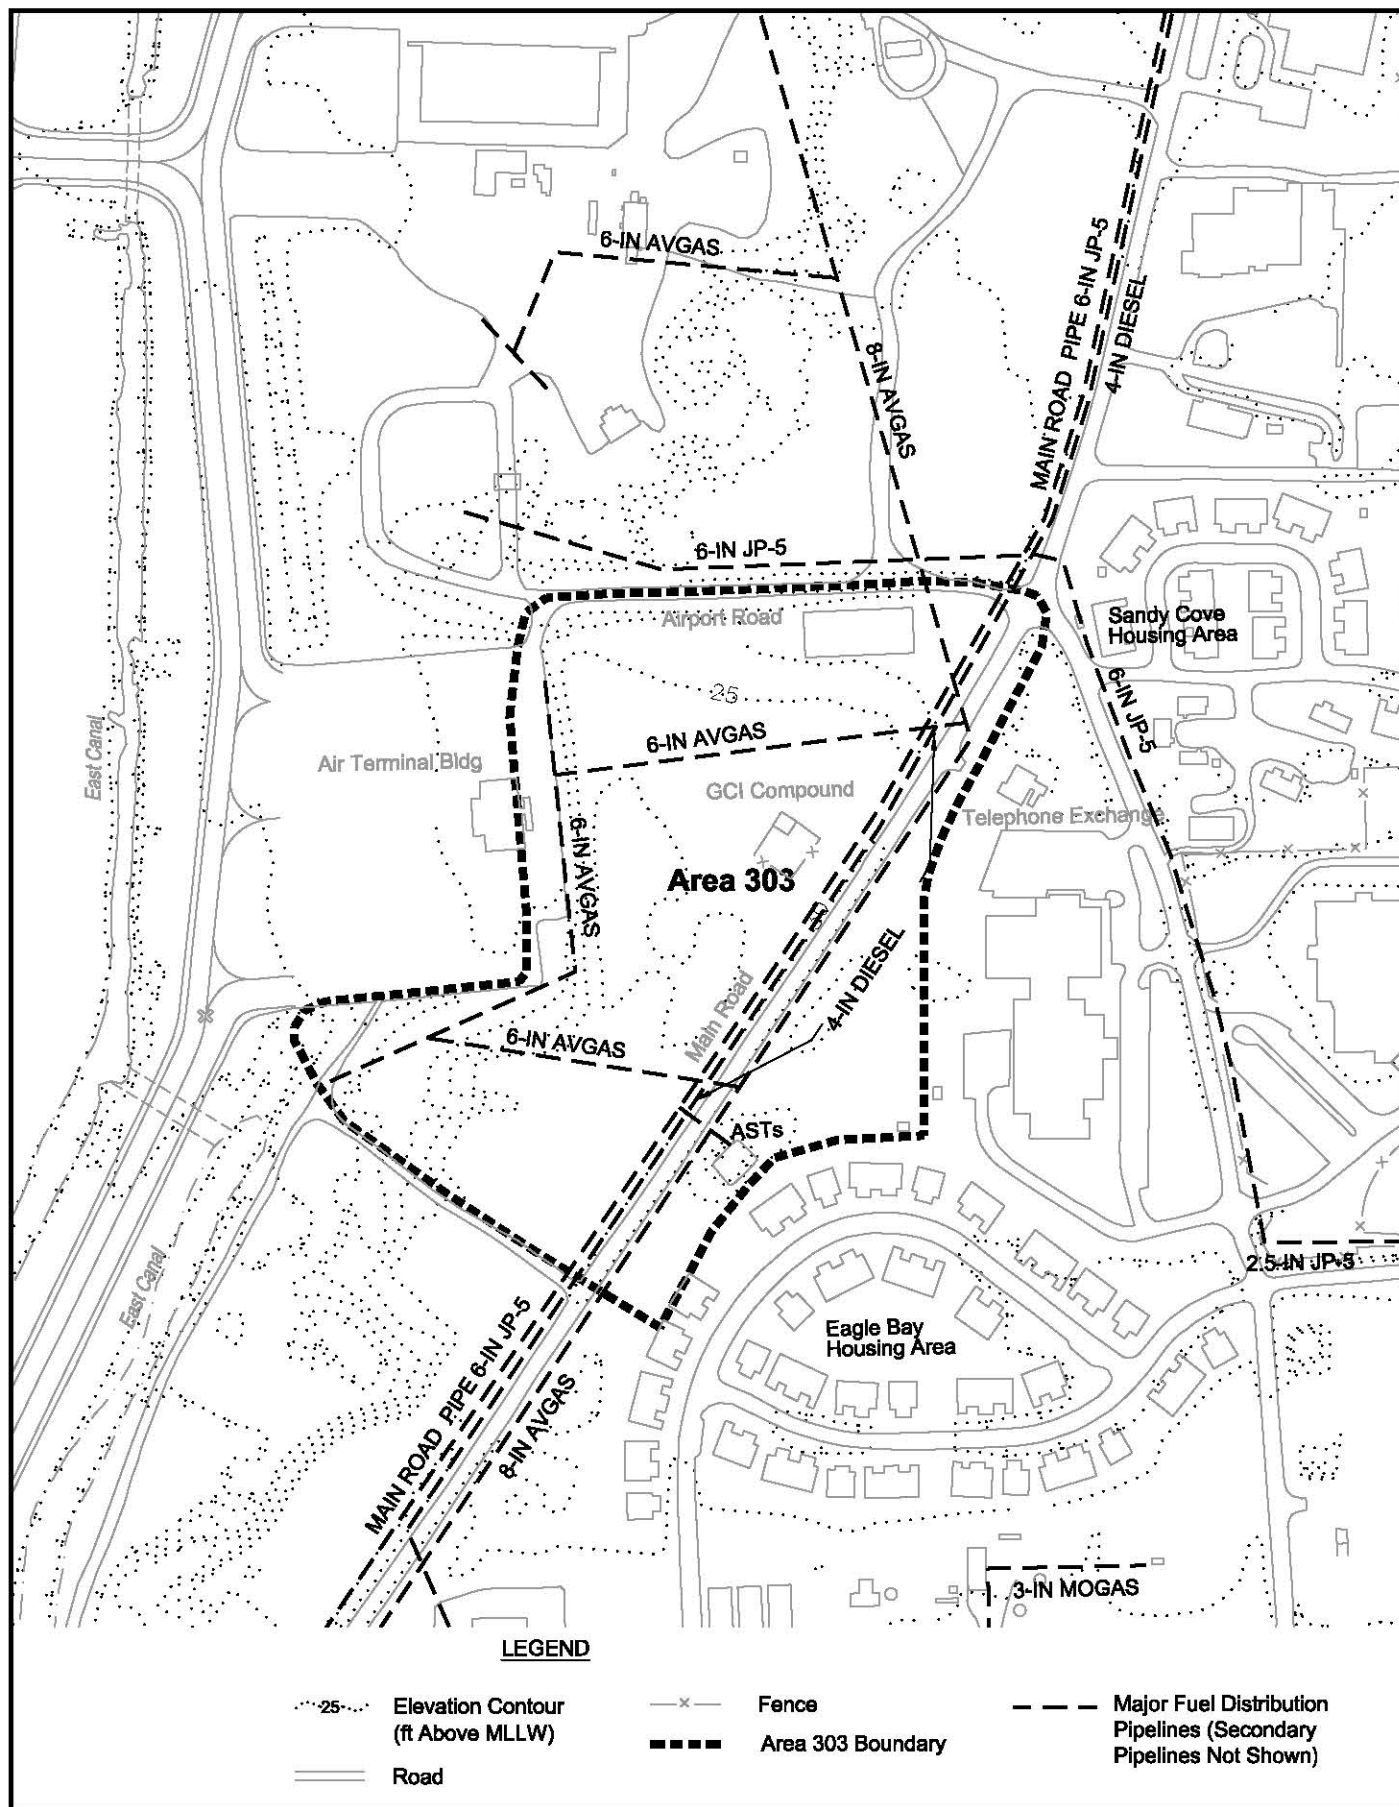 6-IN AVGAS
MAIN ROAD PIPE 6-IN JP-5
4-IN DIESEL
8-IN AVGAS
6-IN JP-5
Airport Road
Sandy Cove
Housing Area
6-IN JP-5
25
East Canal
6-IN AVGAS
Air Terminal Bldg
GCI Compound
Telephone Exchange
6-IN AVGAS
Area 303
4-IN DIESEL
Main Road
6-IN AVGAS
ASTs
East Canal
2.5-IN JP-5
Eagle Bay
Housing Area
MAIN ROAD PIPE 6-IN JP-5
8-IN AVGAS
3-IN MOGAS
LEGEND
25
Elevation Contour
(ft Above MLLW)
Road
Fence
Area 303 Boundary
Major Fuel Distribution
Pipelines (Secondary
Pipelines Not Shown)